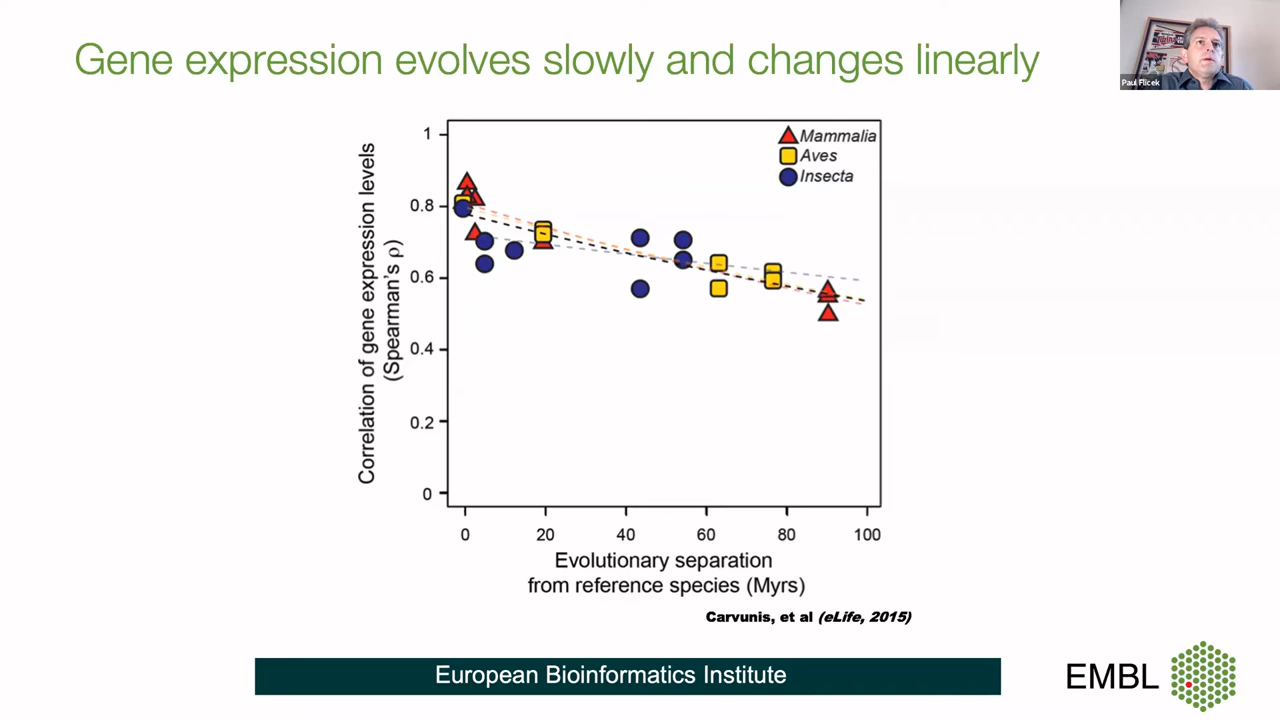 Gene expression evolves slowly and changes linearly
Paul Flicek
Correlation of gene expression levels
(Spearman's ρ)
1
0.8
0.6
0.4
0.2
0
Mammalia
Aves
Insecta
0 20 40 60 80 100
Evolutionary separation
from reference species (Myrs)
Carvunis, et al (eLife, 2015)
European Bioinformatics Institute
EMBL